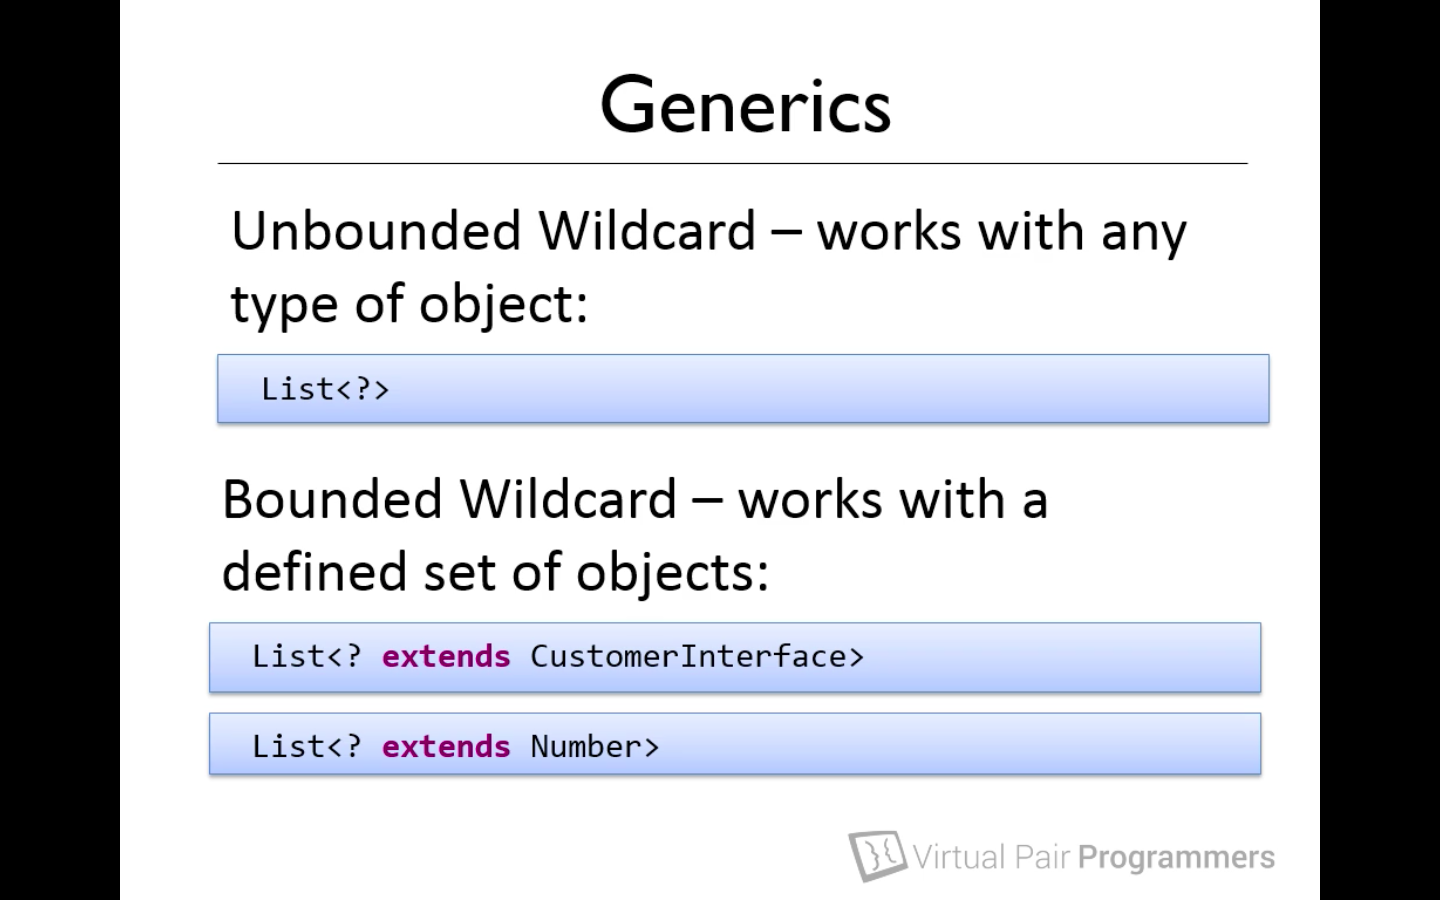 Generics
Unbounded Wildcard – works with any
type of object:
List<?>
Bounded Wildcard – works with a
defined set of objects:
List<? extends CustomerInterface>
List<? extends Number>
Virtual Pair Programmers